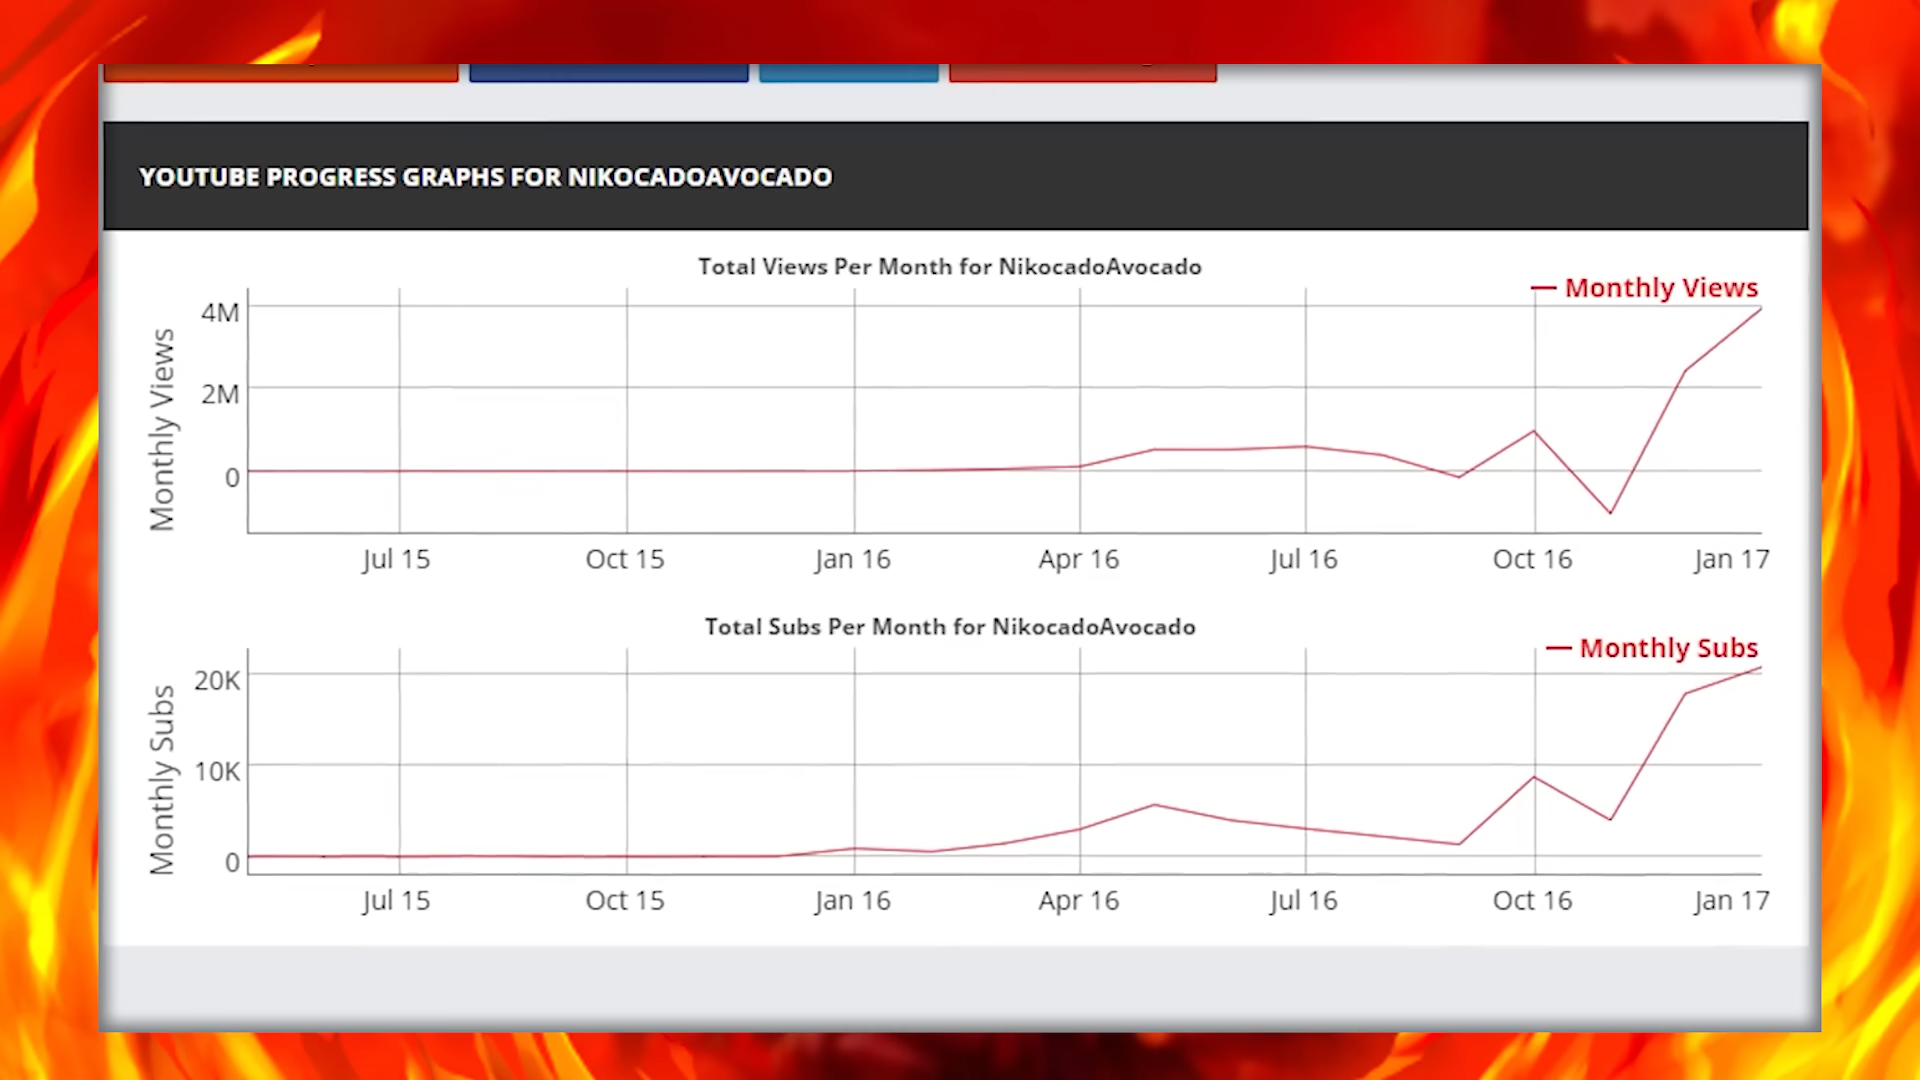 YOUTUBE PROGRESS GRAPHS FOR NIKOCADOAVOCADO
Total Views Per Month for NikocadoAvocado
Monthly Views
Monthly Views
4M
2M
0
Jul 15 Oct 15 Jan 16 Apr 16 Jul 16 Oct 16 Jan 17
Total Subs Per Month for NikocadoAvocado
Monthly Subs
Monthly Subs
20K
10K
0
Jul 15 Oct 15 Jan 16 Apr 16 Jul 16 Oct 16 Jan 17